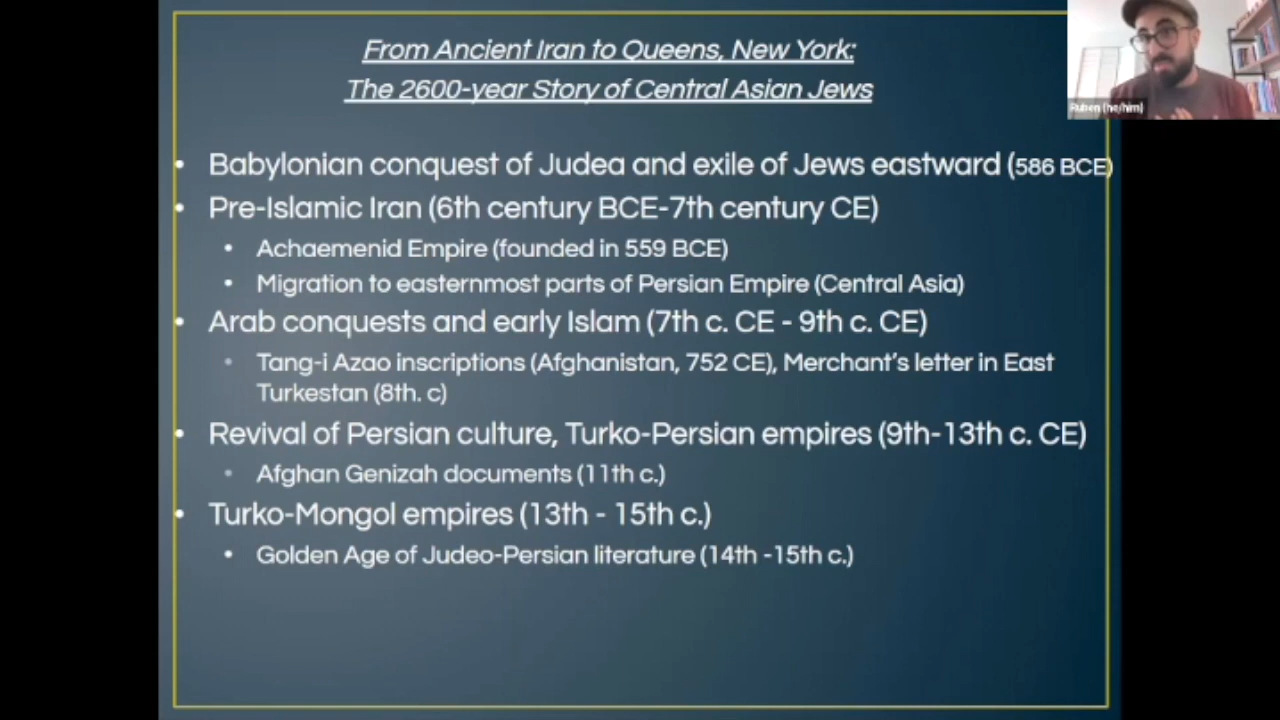 From Ancient Iran to Queens, New York:
The 2600-year Story of Central Asian Jews
Ruben (he/him)
• Babylonian conquest of Judea and exile of Jews eastward (586 BCE)
• Pre-Islamic Iran (6th century BCE-7th century CE)
• Achaemenid Empire (founded in 559 BCE)
• Migration to easternmost parts of Persian Empire (Central Asia)
• Arab conquests and early Islam (7th c. CE - 9th c. CE)
• Tang-i Azao inscriptions (Afghanistan, 752 CE), Merchant's letter in East
Turkestan (8th. c)
• Revival of Persian culture, Turko-Persian empires (9th-13th c. CE)
• Afghan Genizah documents (11th c.)
• Turko-Mongol empires (13th - 15th c.)
• Golden Age of Judeo-Persian literature (14th -15th c.)